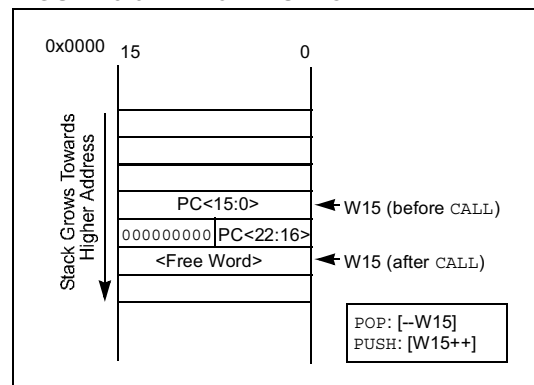 0x0000
15
0
Stack Grows Towards
Higher Address
PC<15:0>
W15 (before CALL)
000000000
PC<22:16>
<Free Word>
W15 (after CALL)
POP: [--W15]
PUSH: [W15++]